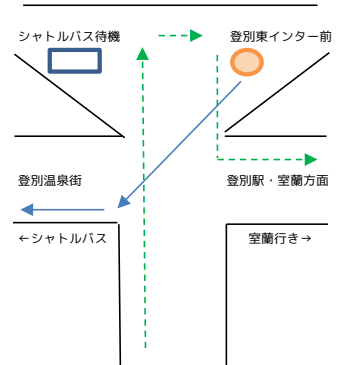 シャトルバス待機
登別東インター前
登別温泉街
登別駅・室蘭方面
←シャトルバス
室蘭行き→